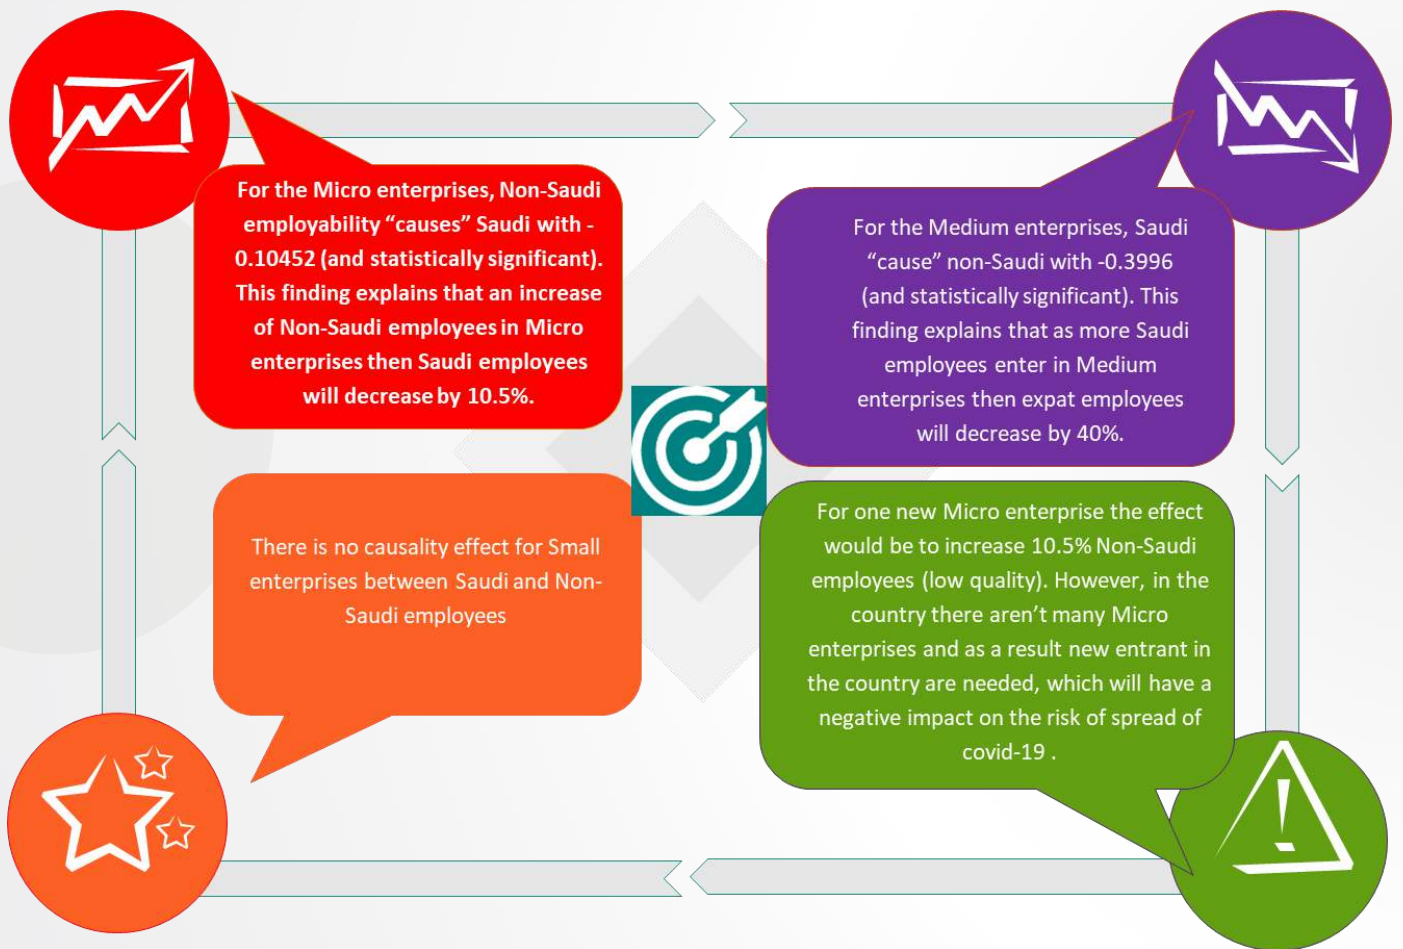 For the Micro enterprises, Non-Saudi
employability “causes” Saudi with -
0.10452 (and statistically significant).
This finding explains that an increase
of Non-Saudi employees in Micro
enterprises then Saudi employees
will decrease by 10.5%.
For the Medium enterprises, Saudi
“cause” non-Saudi with -0.3996
(and statistically significant). This
finding explains that as more Saudi
employees enter in Medium
enterprises then expat employees
will decrease by 40%.
There is no causality effect for Small
enterprises between Saudi and Non-
Saudi employees
For one new Micro enterprise the effect
would be to increase 10.5% Non-Saudi
employees (low quality). However, in the
country there aren’t many Micro
enterprises and as a result new entrant in
the country are needed, which will have a
negative impact on the risk of spread of
covid-19 .